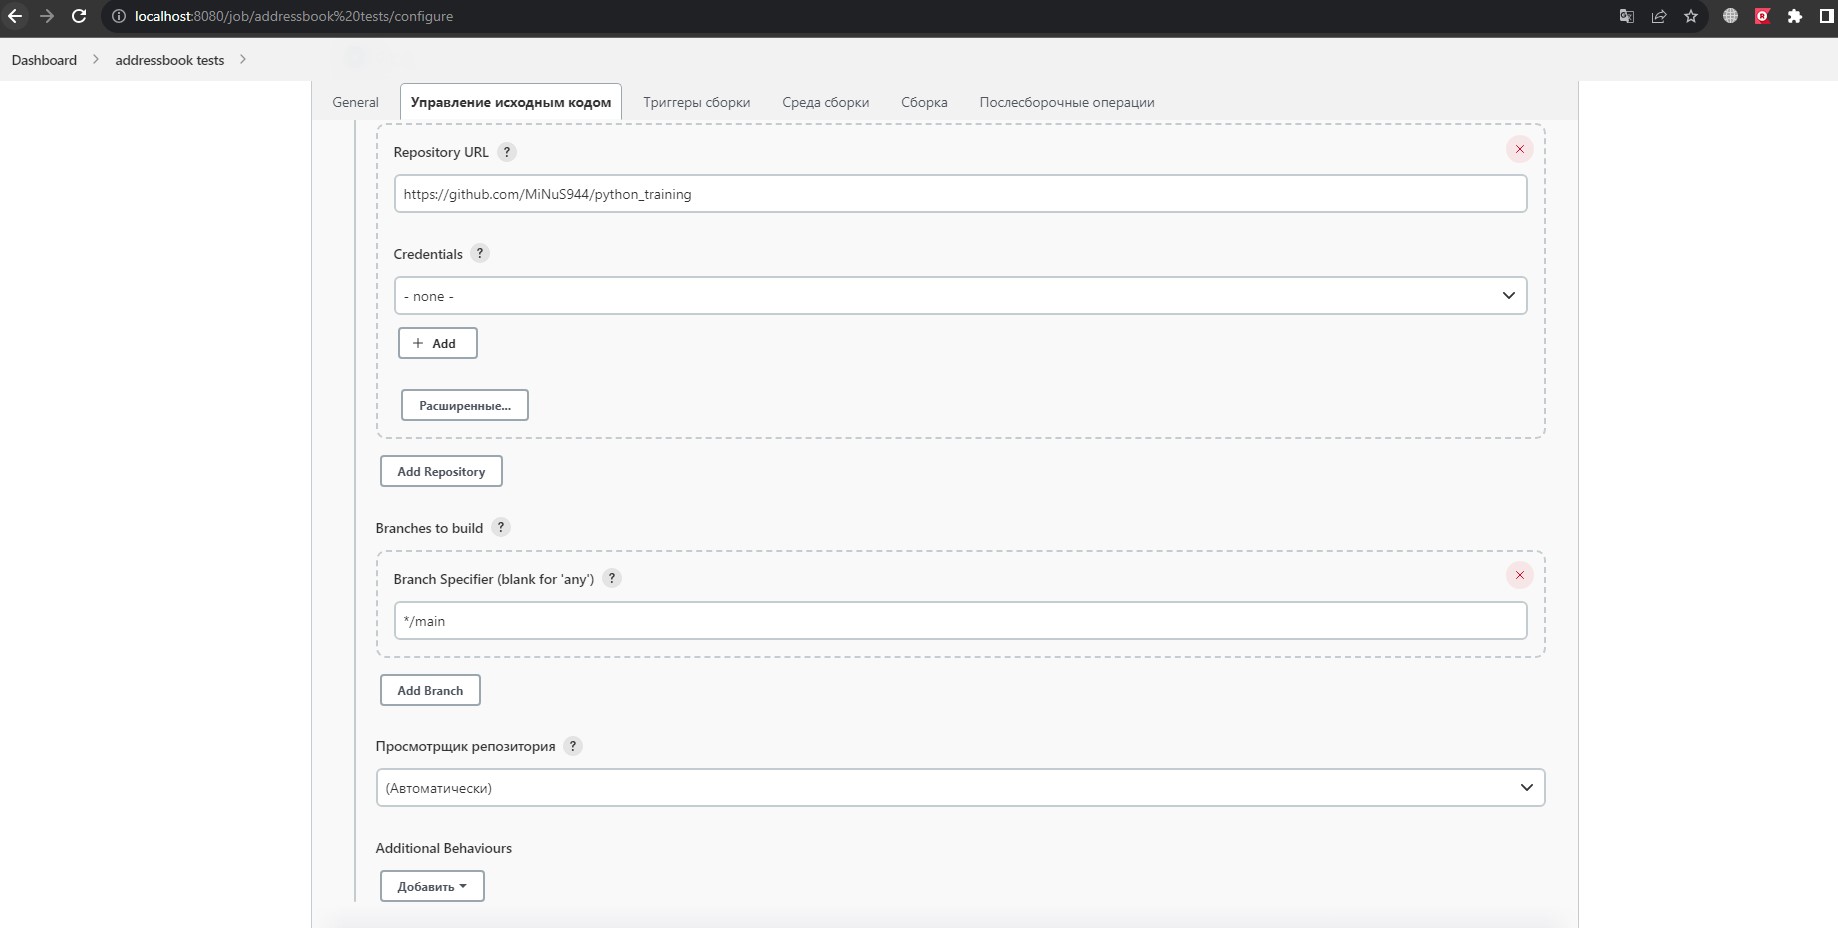 localhost:8080/job/addressbook%20tests/configure
Dashboard addressbook tests
General Управление исходным кодом Триггеры сборки Среда сборки Сборка Послесборочные операции
Repository URL ?
https://github.com/MiNuS944/python_training
Credentials ?
- none -
+ Add
Расширенные...
Add Repository
Branches to build ?
Branch Specifier (blank for 'any') ?
*/main
Add Branch
Просмотрщик репозитория ?
(Автоматически)
Additional Behaviours
Добавить